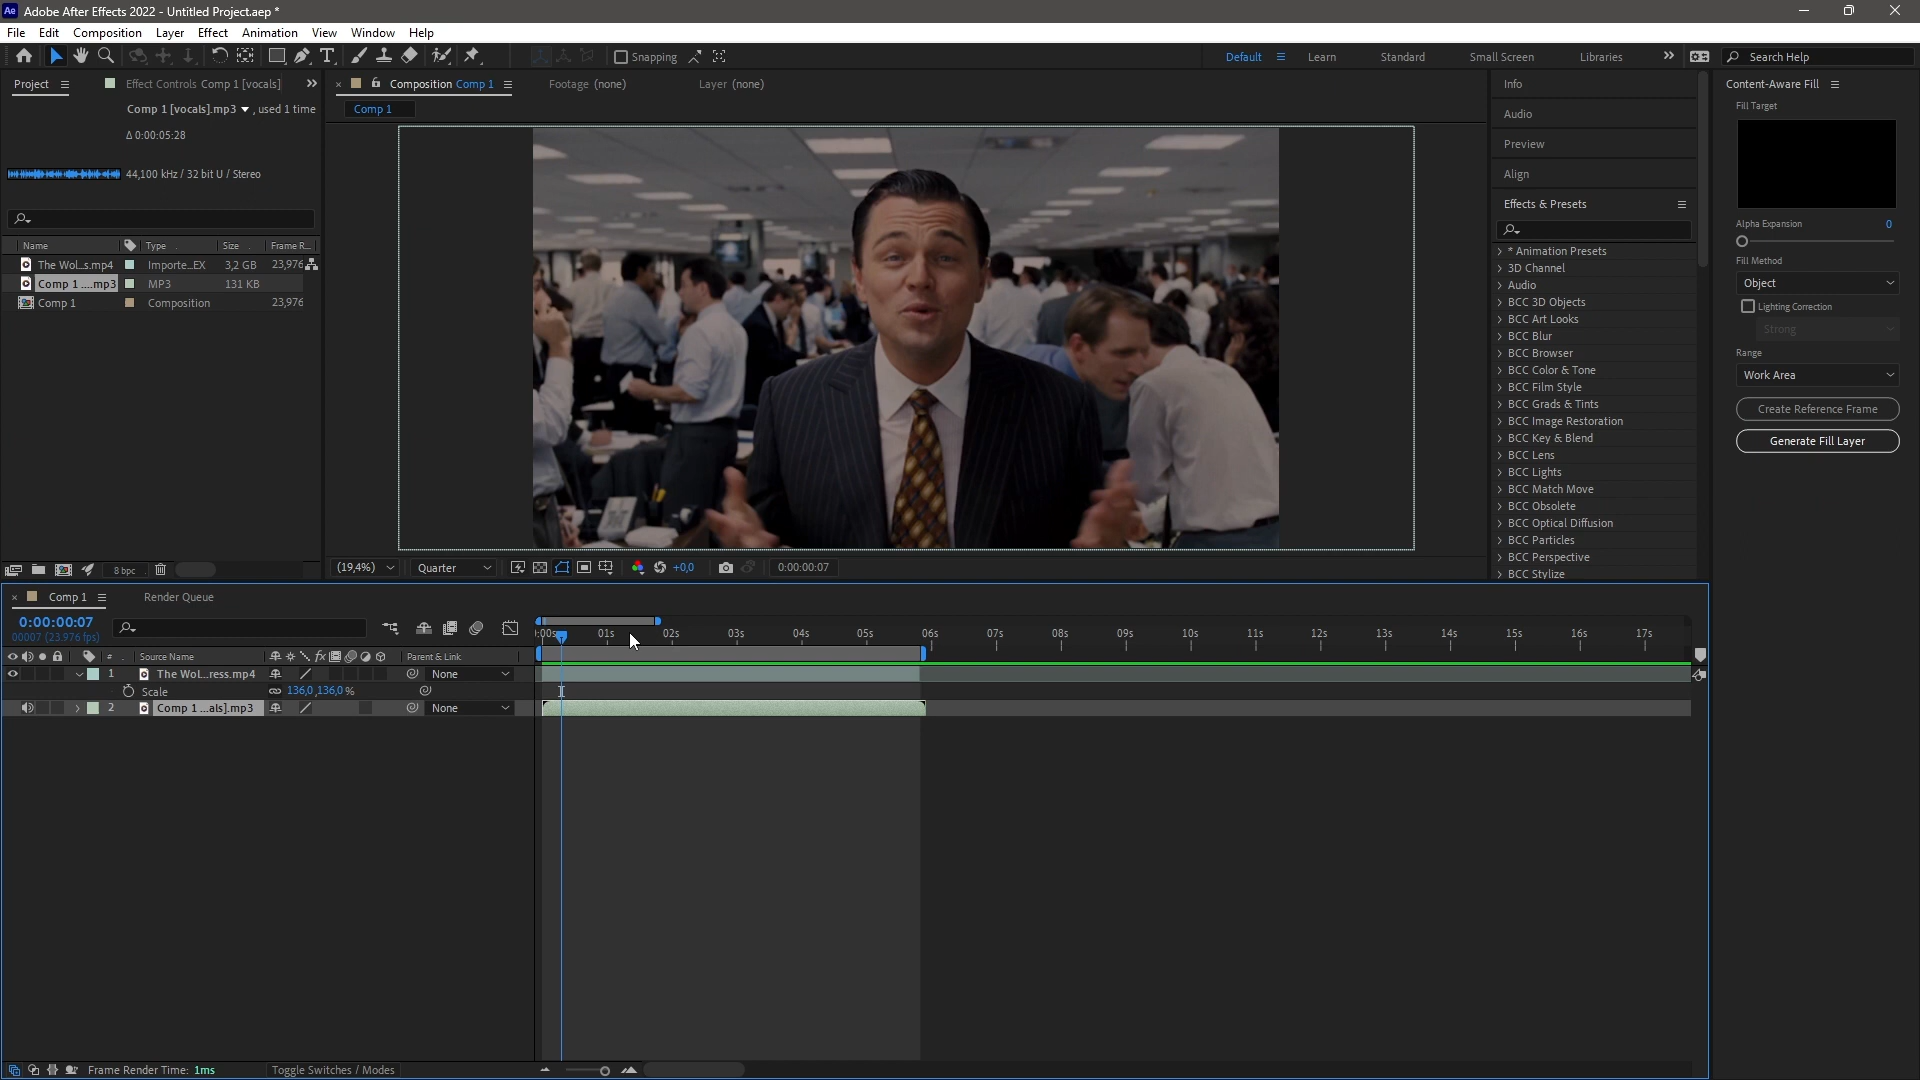 Ae Adobe After Effects 2022 - Untitled Project.aep *
File Edit Composition Layer Effect Animation View Window Help
Snapping
Default Learn Standard Small Screen Libraries Search Help
Project Effect Controls Comp 1 [vocals]
Comp 1 [vocals].mp3 , used 1 time
Δ 0:00:05:28
44,100 kHz / 32 bit U / Stereo
Name Type Size Frame R...
The Wol...s.mp4 Importe...EX 3,2 GB 23,976
Comp 1 ....mp3 MP3 131 KB
Comp 1 Composition 23,976
8 bpc
Composition Comp 1 Footage (none) Layer (none)
Comp 1
(19,4%) Quarter +0,0 0:00:00:07
Info
Audio
Preview
Align
Effects & Presets
* Animation Presets
3D Channel
Audio
BCC 3D Objects
BCC Art Looks
BCC Blur
BCC Browser
BCC Color & Tone
BCC Film Style
BCC Grads & Tints
BCC Image Restoration
BCC Key & Blend
BCC Lens
BCC Lights
BCC Match Move
BCC Obsolete
BCC Optical Diffusion
BCC Particles
BCC Perspective
BCC Stylize
Content-Aware Fill
Fill Target
Alpha Expansion 0
Fill Method
Object
Lighting Correction
Strong
Range
Work Area
Create Reference Frame
Generate Fill Layer
Comp 1 Render Queue
0:00:00:07
00007 (23.976 fps)
:00s 01s 02s 03s 04s 05s 06s 07s 08s 09s 10s 11s 12s 13s 14s 15s 16s 17s
# Source Name fx Parent & Link
1 The Wol...ress.mp4 None
Scale 136,0,136,0 %
2 Comp 1 ...als].mp3 None
Frame Render Time: 1ms Toggle Switches / Modes